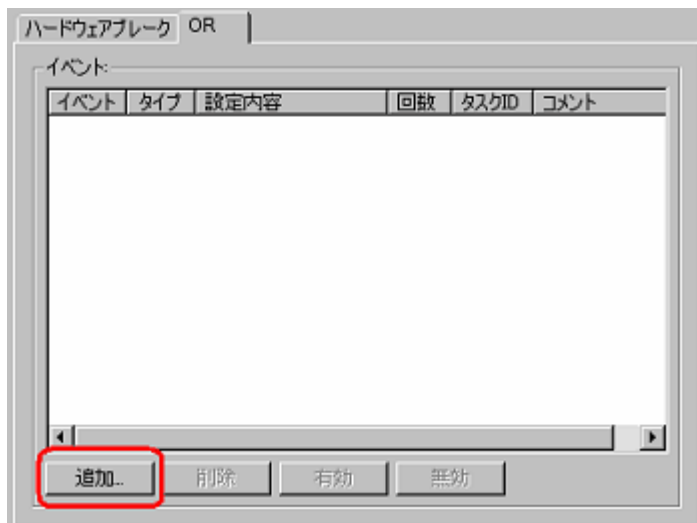 ハードウェアブレーク OR
イベント:
イベント タイプ 設定内容 回数 タスクID コメント
追加... 削除 有効 無効